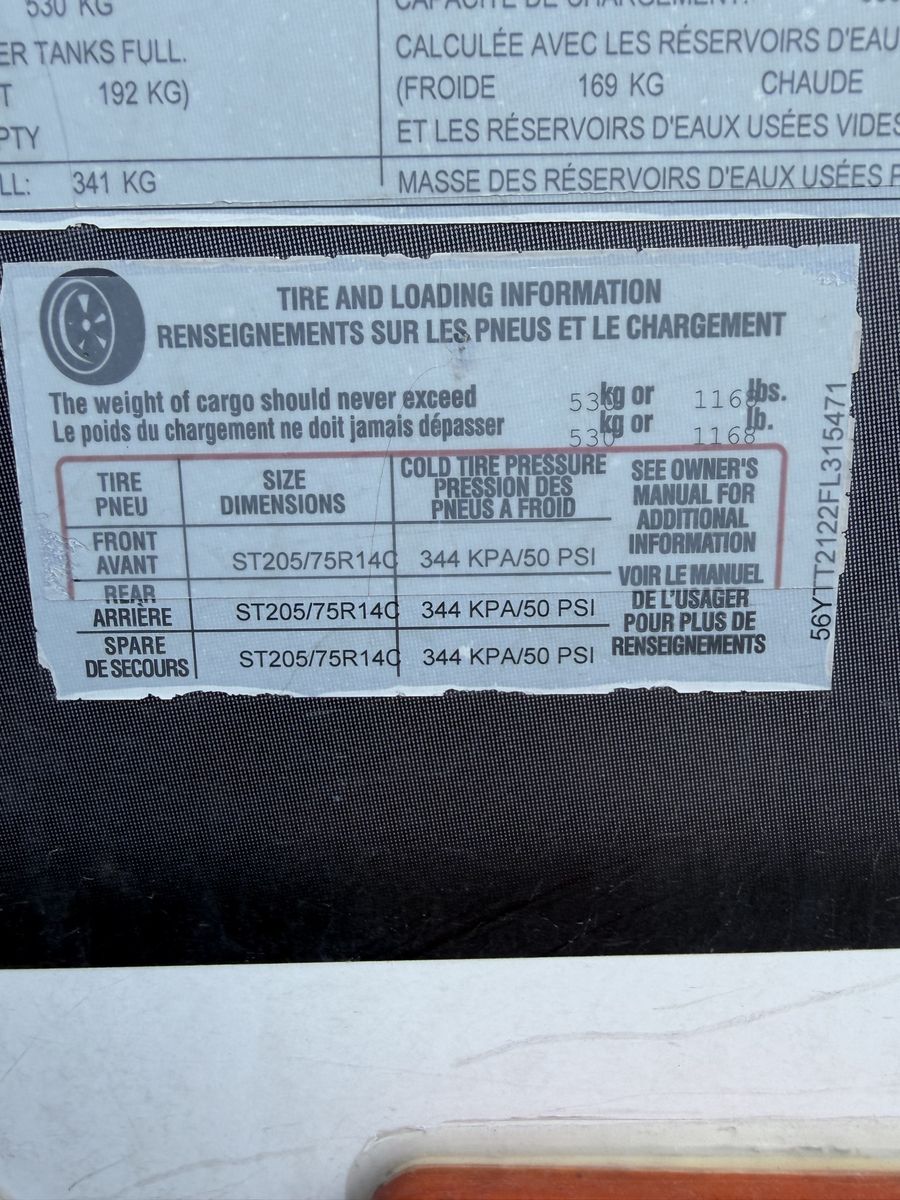 530 KG
CAPACITÉ DE CHARGEMENT:
ER TANKS FULL.
CALCULÉE AVEC LES RÉSERVOIRS D'EAU
T 192 KG)
(FROIDE 169 KG CHAUDE
PTY
ET LES RÉSERVOIRS D'EAUX USÉES VIDES
LL: 341 KG
MASSE DES RÉSERVOIRS D'EAUX USÉES P
TIRE AND LOADING INFORMATION
RENSEIGNEMENTS SUR LES PNEUS ET LE CHARGEMENT
The weight of cargo should never exceed 530 kg or 1168 lbs.
Le poids du chargement ne doit jamais dépasser 530 kg or 1168 lb.
TIRE
PNEU
SIZE
DIMENSIONS
COLD TIRE PRESSURE
PRESSION DES
PNEUS A FROID
SEE OWNER'S
MANUAL FOR
ADDITIONAL
INFORMATION
VOIR LE MANUEL
DE L'USAGER
POUR PLUS DE
RENSEIGNEMENTS
FRONT
AVANT
ST205/75R14C
344 KPA/50 PSI
REAR
ARRIÈRE
ST205/75R14C
344 KPA/50 PSI
SPARE
DE SECOURS
ST205/75R14C
344 KPA/50 PSI
56YTT2122FL315471